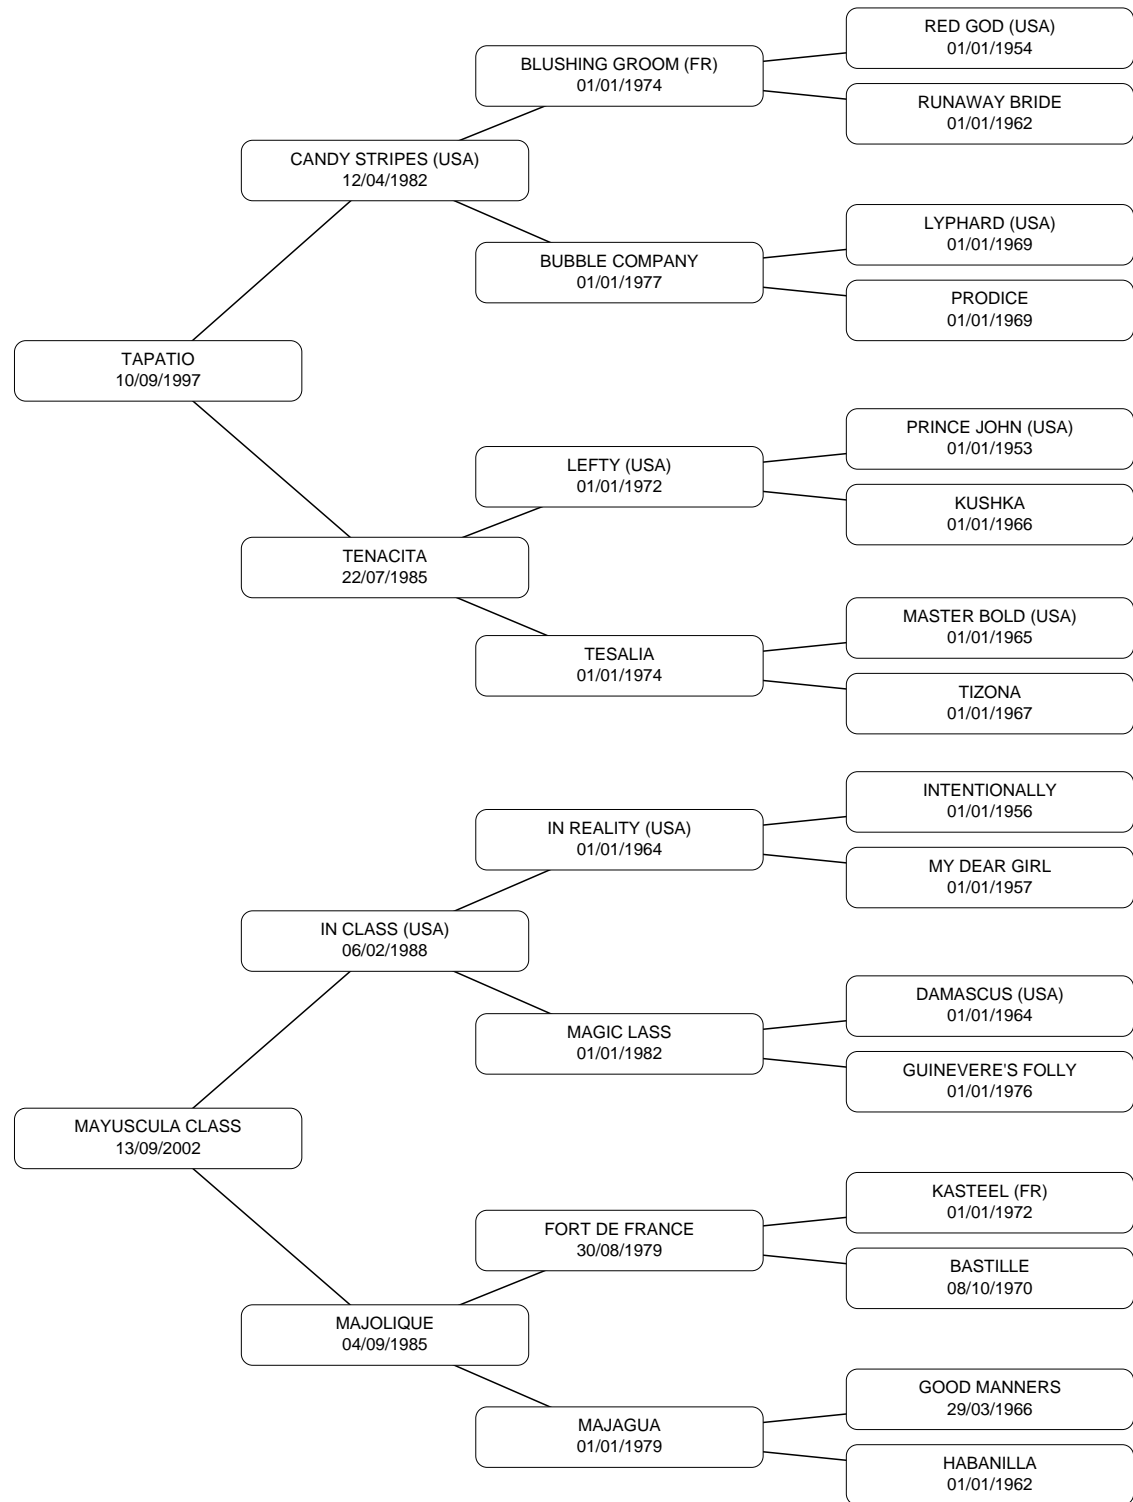 RED GOD (USA)
01/01/1954
BLUSHING GROOM (FR)
01/01/1974
RUNAWAY BRIDE
01/01/1962
CANDY STRIPES (USA)
12/04/1982
LYPHARD (USA)
01/01/1969
BUBBLE COMPANY
01/01/1977
PRODICE
01/01/1969
TAPATIO
10/09/1997
PRINCE JOHN (USA)
01/01/1953
LEFTY (USA)
01/01/1972
KUSHKA
01/01/1966
TENACITA
22/07/1985
MASTER BOLD (USA)
01/01/1965
TESALIA
01/01/1974
TIZONA
01/01/1967
INTENTIONALLY
01/01/1956
IN REALITY (USA)
01/01/1964
MY DEAR GIRL
01/01/1957
IN CLASS (USA)
06/02/1988
DAMASCUS (USA)
01/01/1964
MAGIC LASS
01/01/1982
GUINEVERE'S FOLLY
01/01/1976
MAYUSCULA CLASS
13/09/2002
KASTEEL (FR)
01/01/1972
FORT DE FRANCE
30/08/1979
BASTILLE
08/10/1970
MAJOLIQUE
04/09/1985
GOOD MANNERS
29/03/1966
MAJAGUA
01/01/1979
HABANILLA
01/01/1962